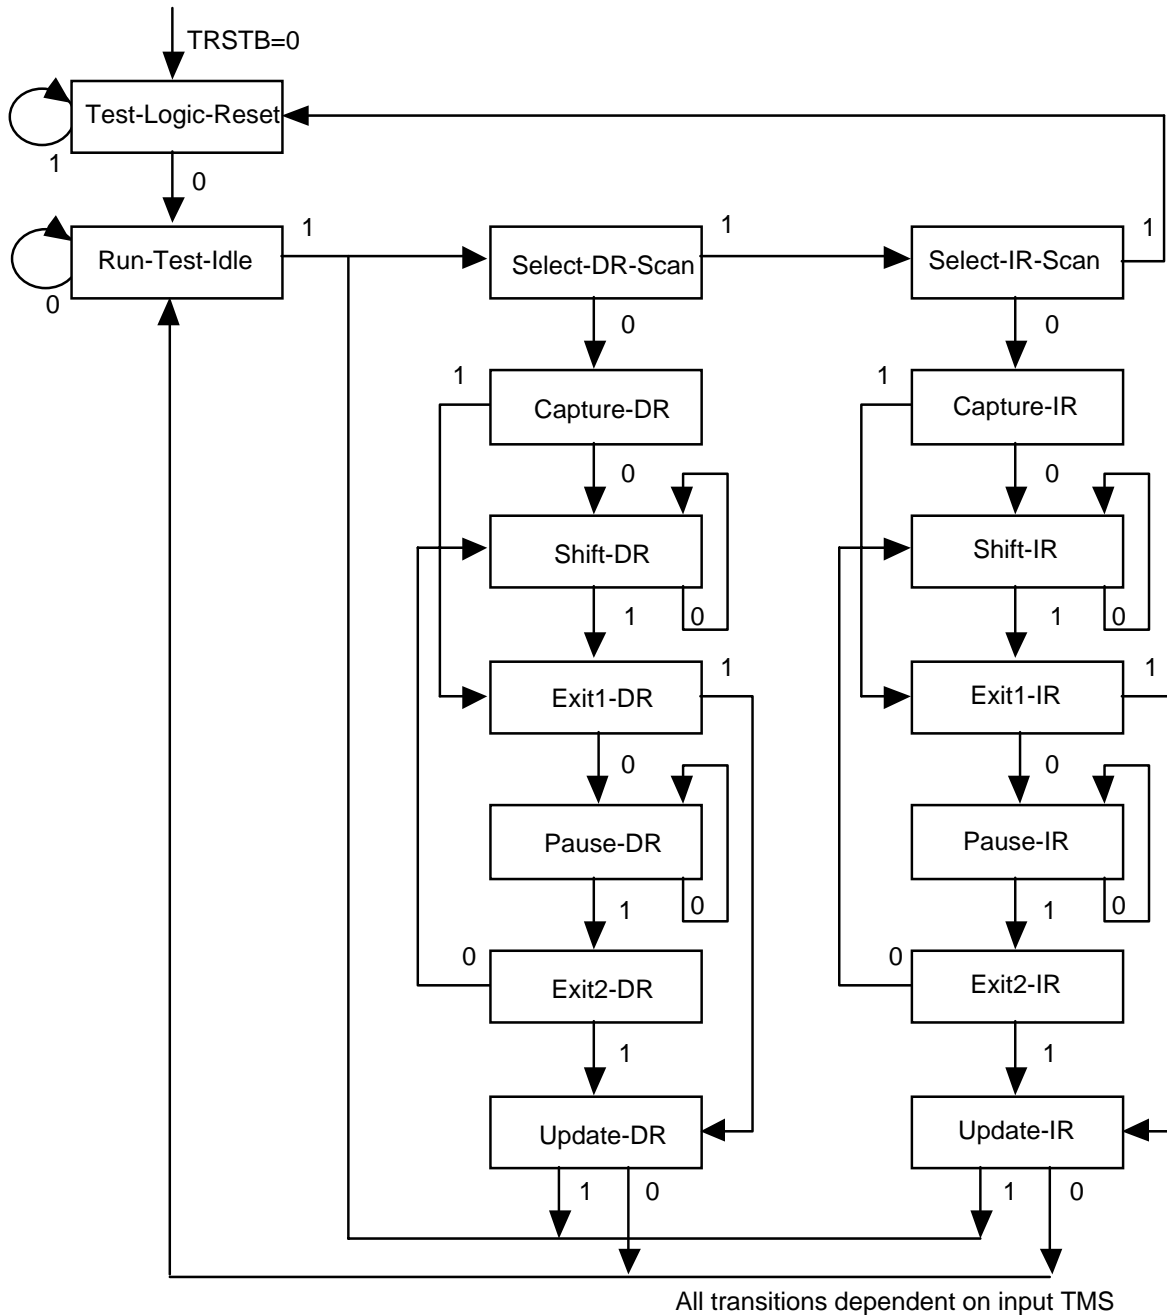 TRSTB=0
Test-Logic-Reset
1
0
1
1
1
Run-Test-Idle
Select-DR-Scan
Select-IR-Scan
0
0
0
1
1
Capture-DR
Capture-IR
0
0
Shift-DR
Shift-IR
1
0
1
0
1
1
Exit1-DR
Exit1-IR
0
0
Pause-DR
Pause-IR
1
0
1
0
0
0
Exit2-DR
Exit2-IR
1
1
Update-DR
Update-IR
1
0
1
0
All transitions dependent on input TMS